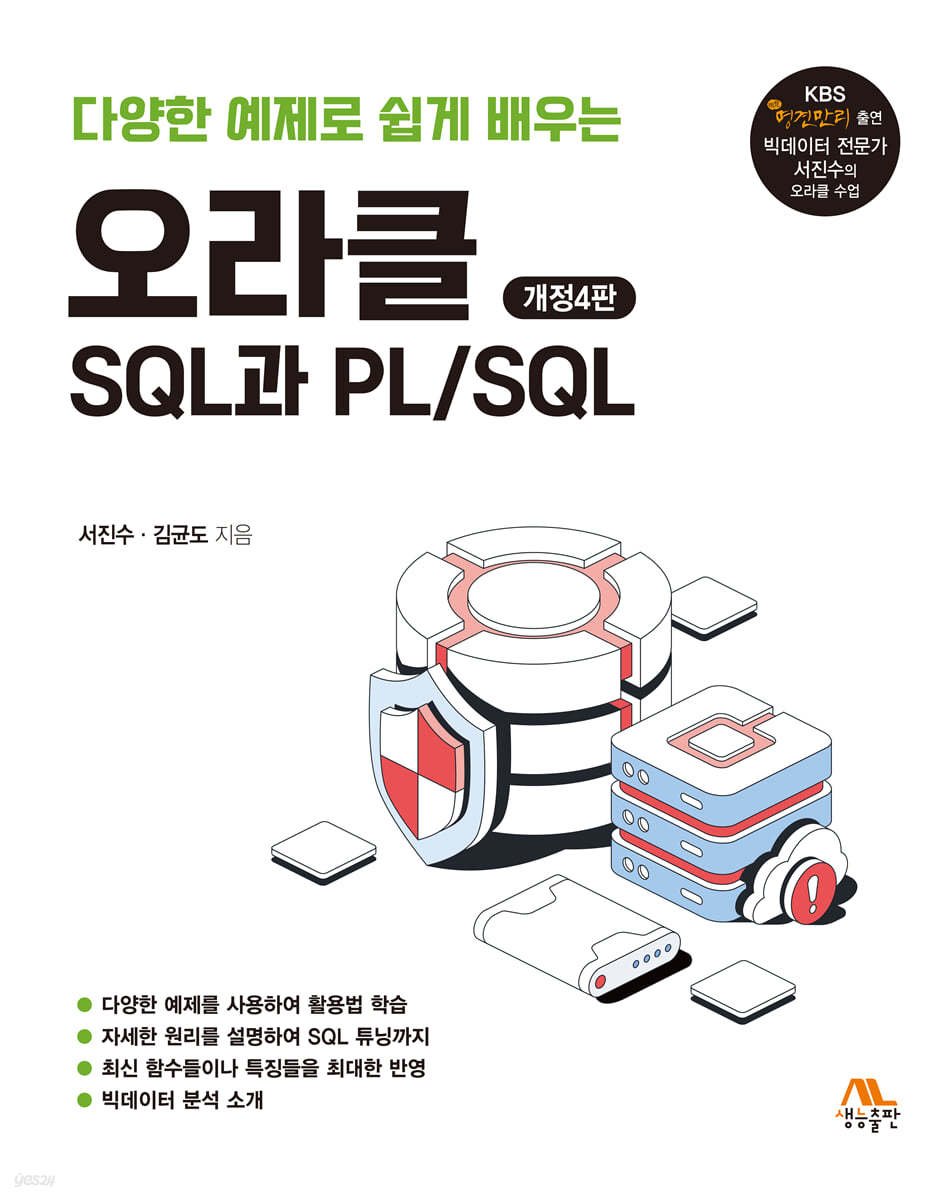 다양한 예제로 쉽게 배우는
KBS
명견만리 출연
빅데이터 전문가
서진수의
오라클 수업
오라클
개정4판
SQL과 PL/SQL
서진수 · 김균도 지음
다양한 예제를 사용하여 활용법 학습
자세한 원리를 설명하여 SQL 튜닝까지
최신 함수들이나 특징들을 최대한 반영
빅데이터 분석 소개
생능출판
yes24